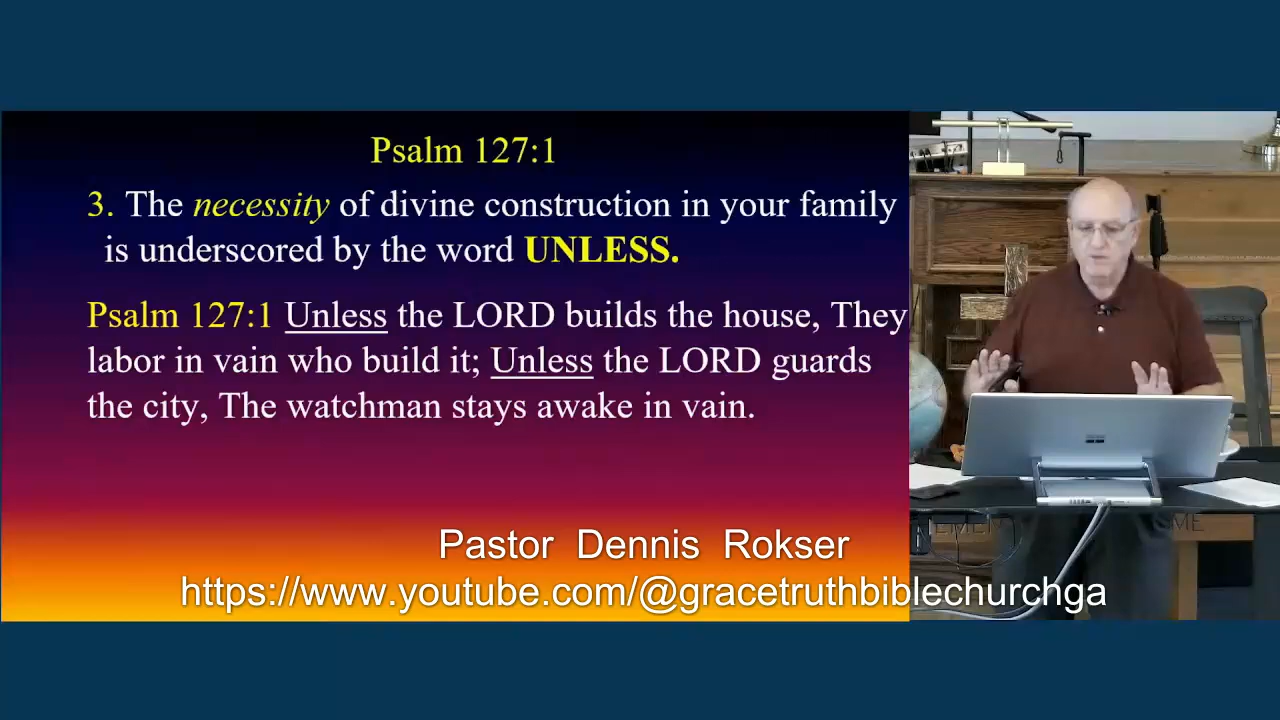 Psalm 127:1
3. The necessity of divine construction in your family
is underscored by the word UNLESS.
Psalm 127:1 Unless the LORD builds the house, They
labor in vain who build it; Unless the LORD guards
the city, The watchman stays awake in vain.
Pastor Dennis Rokser
https://www.youtube.com/@gracetruthbiblechurchga